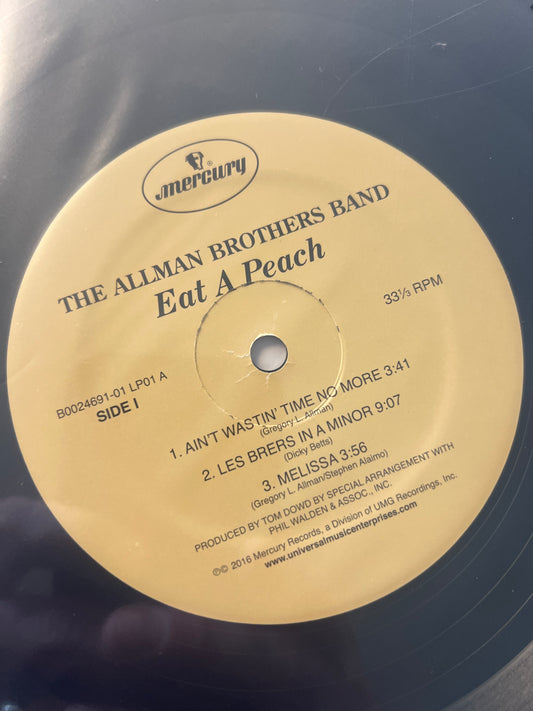 mercury®
THE ALLMAN BROTHERS BAND
Eat A Peach
33⅓ RPM
B0024691-01 LP01 A
SIDE I
1. AIN'T WASTIN' TIME NO MORE 3:41
(Gregory L. Allman)
2. LES BRERS IN A MINOR 9:07
(Dicky Betts)
3. MELISSA 3:56
(Gregory L. Allman/Stephen Alaimo)
PRODUCED BY TOM DOWD BY SPECIAL ARRANGEMENT WITH
PHIL WALDEN & ASSOC., INC.
℗© 2016 Mercury Records, a Division of UMG Recordings, Inc.
www.universalmusicenterprises.com